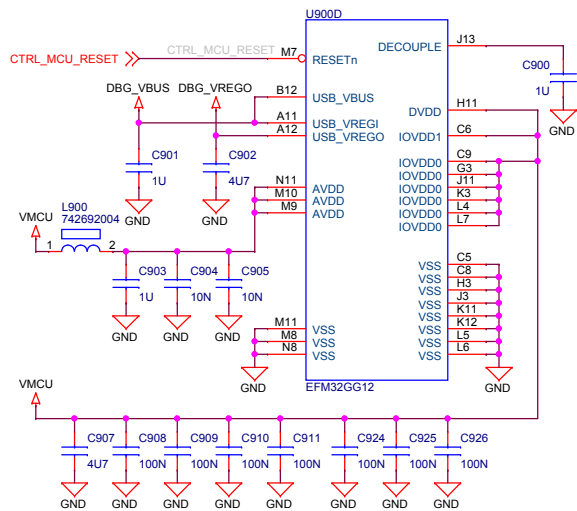 U900D
CTRL_MCU_RESET
CTRL_MCU_RESET
M7
RESETn
DECOUPLE
J13
C900
1U
GND
DBG_VBUS
DBG_VREGO
B12
USB_VBUS
A11
USB_VREGI
A12
USB_VREGO
DVDD
H11
IOVDD1
C6
C901
1U
GND
C902
4U7
GND
IOVDD0
C9
IOVDD0
G3
IOVDD0
J11
IOVDD0
K3
IOVDD0
L4
IOVDD0
L7
N11
AVDD
M10
AVDD
M9
AVDD
VMCU
L900
742692004
1
2
C903
1U
GND
C904
10N
GND
C905
10N
GND
VSS
C5
VSS
C8
VSS
H3
VSS
J3
VSS
K11
VSS
K12
VSS
L5
VSS
L6
GND
M11
VSS
M8
VSS
N8
VSS
GND
EFM32GG12
VMCU
C907
4U7
GND
C908
100N
GND
C909
100N
GND
C910
100N
GND
C911
100N
GND
C924
100N
GND
C925
100N
GND
C926
100N
GND